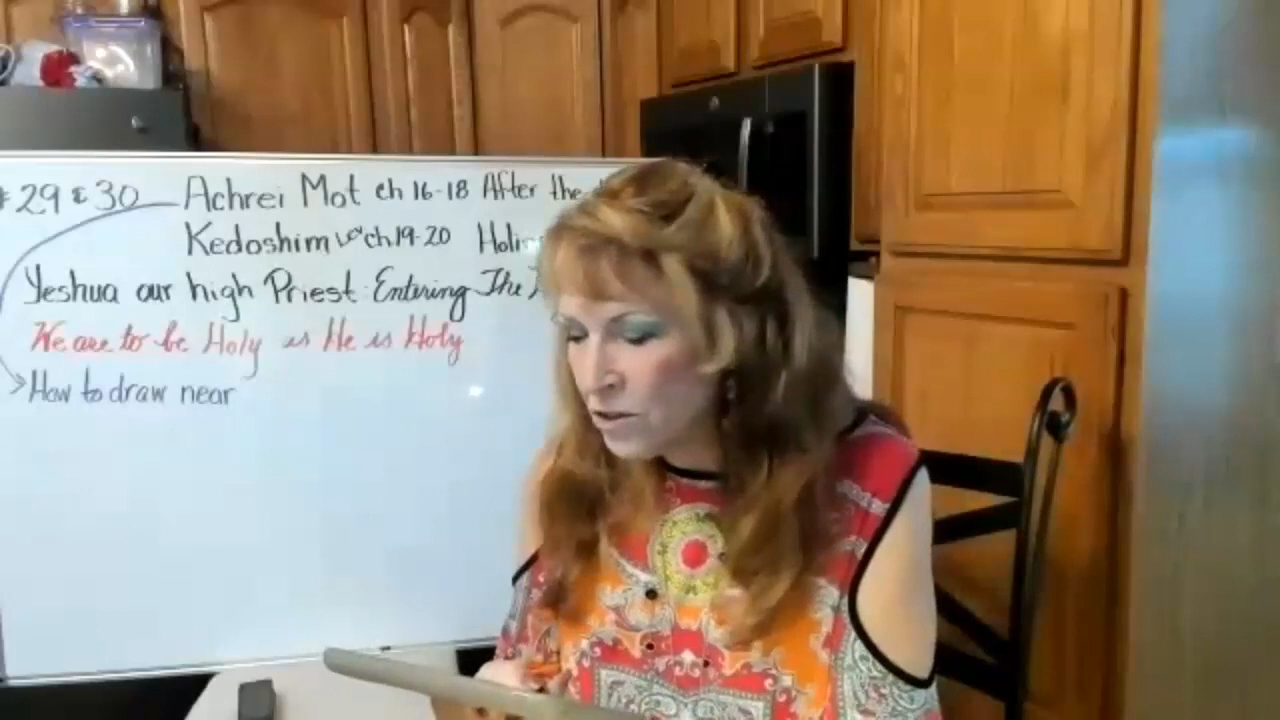 #29 & 30 Achrei Mot ch 16-18 After the
Kedoshim ch 19-20
Yeshua our high Priest Entering The
We are to be Holy as He is Holy
How to draw near